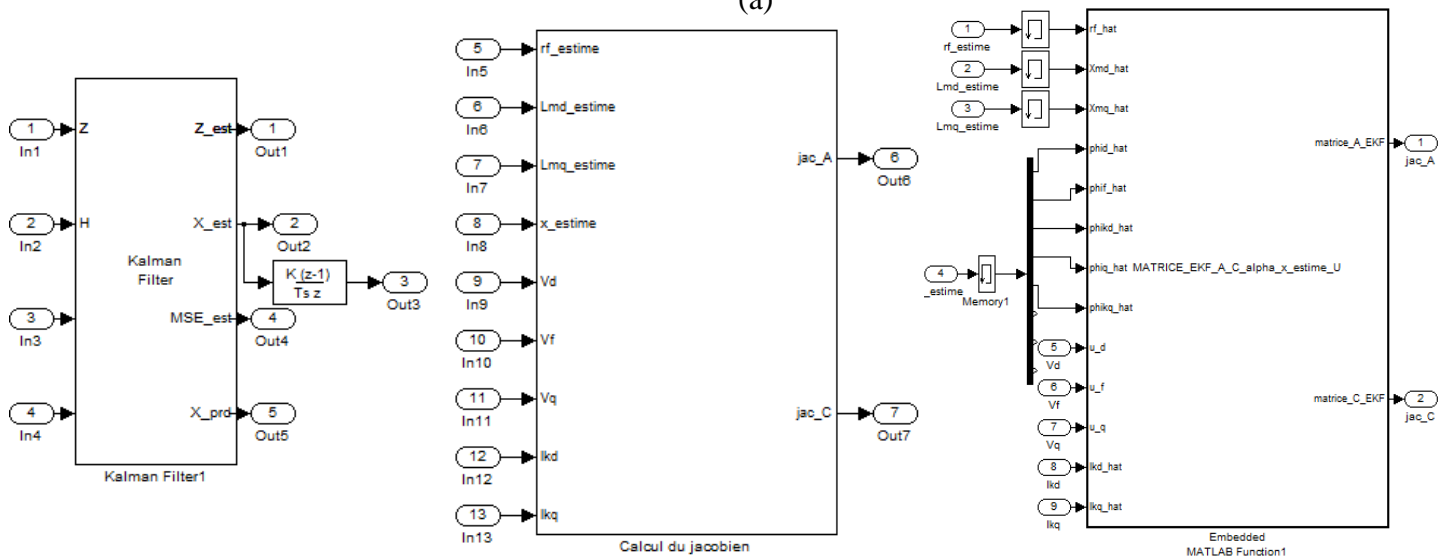 (a)
1
In1
2
In2
3
In3
4
In4
Z
H
Kalman
Filter
Z_est
X_est
MSE_est
X_prd
1
Out1
2
Out2
K (z-1)
Ts z
3
Out3
4
Out4
5
Out5
Kalman Filter1
5
In5
6
In6
7
In7
8
In8
9
In9
10
In10
11
In11
12
In12
13
In13
rf_estime
Lmd_estime
Lmq_estime
x_estime
Vd
Vf
Vq
Ikd
Ikq
jac_A
jac_C
6
Out6
7
Out7
Calcul du jacobien
1
rf_estime
2
Lmd_estime
3
Lmq_estime
4
_estime
Memory1
5
Vd
6
Vf
7
Vq
8
Ikd
9
Ikq
rf_hat
Xmd_hat
Xmq_hat
phid_hat
phif_hat
phikd_hat
phiq_hat MATRICE_EKF_A_C_alpha_x_estime_U
phikq_hat
u_d
u_f
u_q
Ikd_hat
Ikq_hat
matrice_A_EKF
matrice_C_EKF
1
jac_A
2
jac_C
Embedded
MATLAB Function1